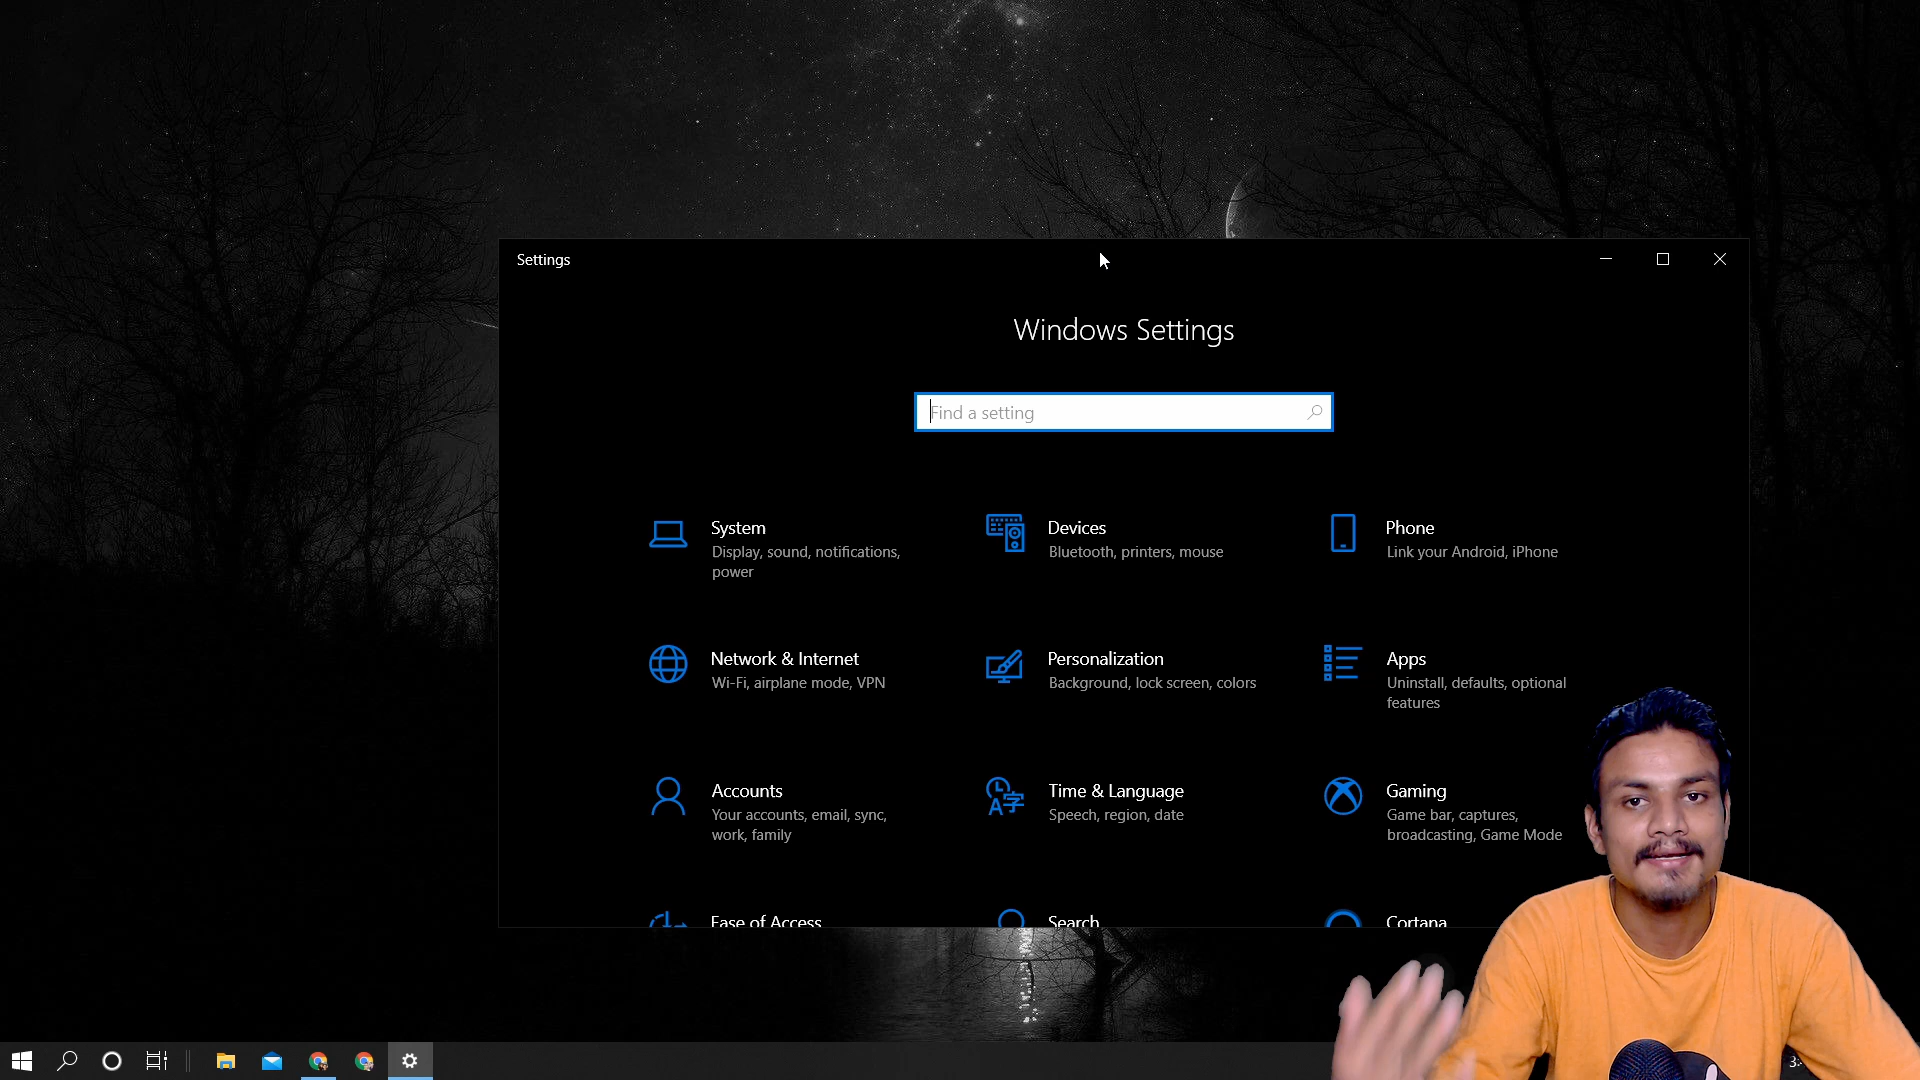 Settings
Windows Settings
Find a setting
System
Display, sound, notifications,
power
Devices
Bluetooth, printers, mouse
Phone
Link your Android, iPhone
Network & Internet
Wi-Fi, airplane mode, VPN
Personalization
Background, lock screen, colors
Apps
Uninstall, defaults, optional
features
Accounts
Your accounts, email, sync,
work, family
Time & Language
Speech, region, date
Gaming
Game bar, captures,
broadcasting, Game Mode
Ease of Access
Search
Cortana